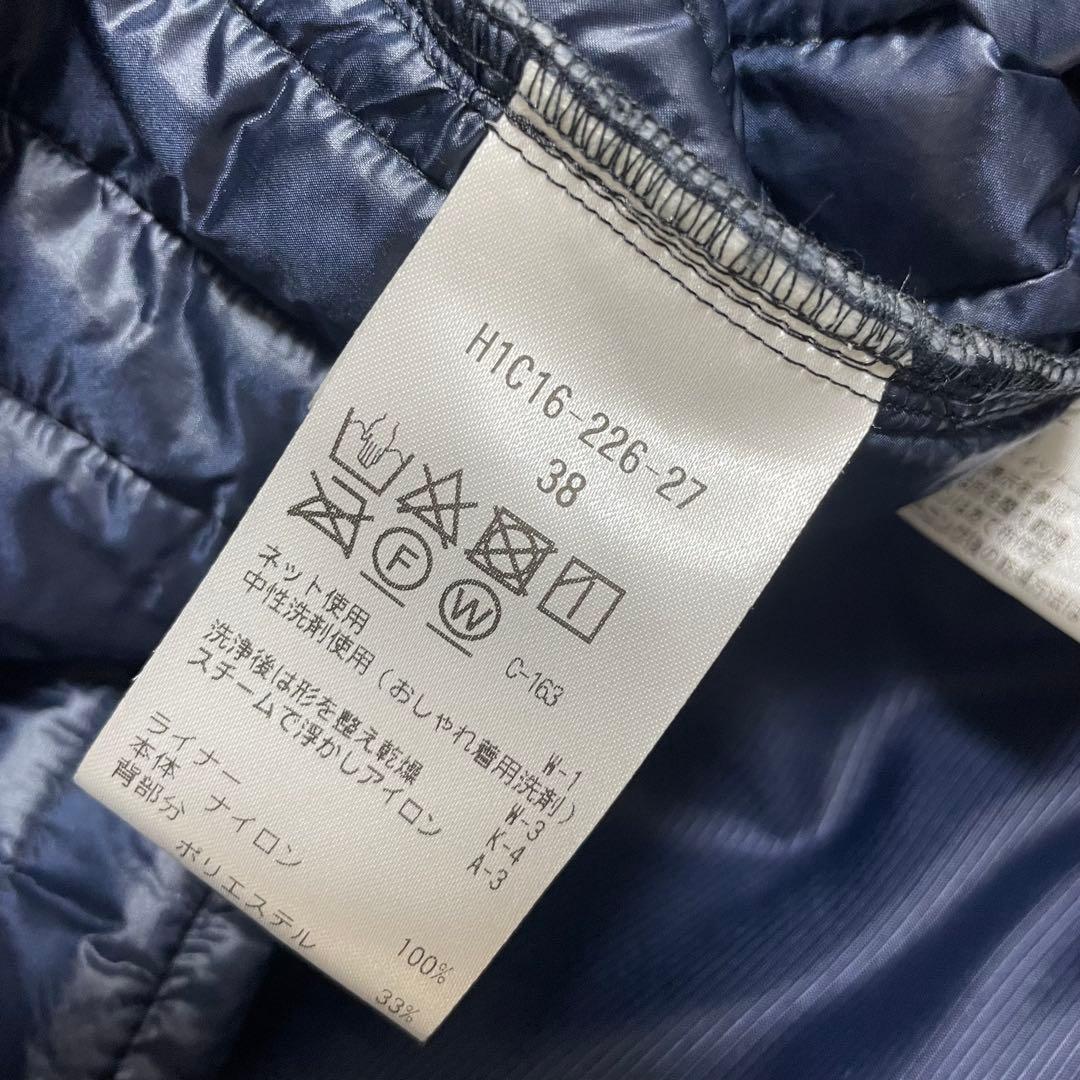 H1C16-226-27
38
F W
C-163
ネット使用 W-1
中性洗剤使用(おしゃれ着用洗剤) W-3
洗浄後は形を整え乾燥 K-4
スチームで浮かしアイロン A-3
ライナー
本体 ナイロン 100%
背部分
ポリエステル 33%